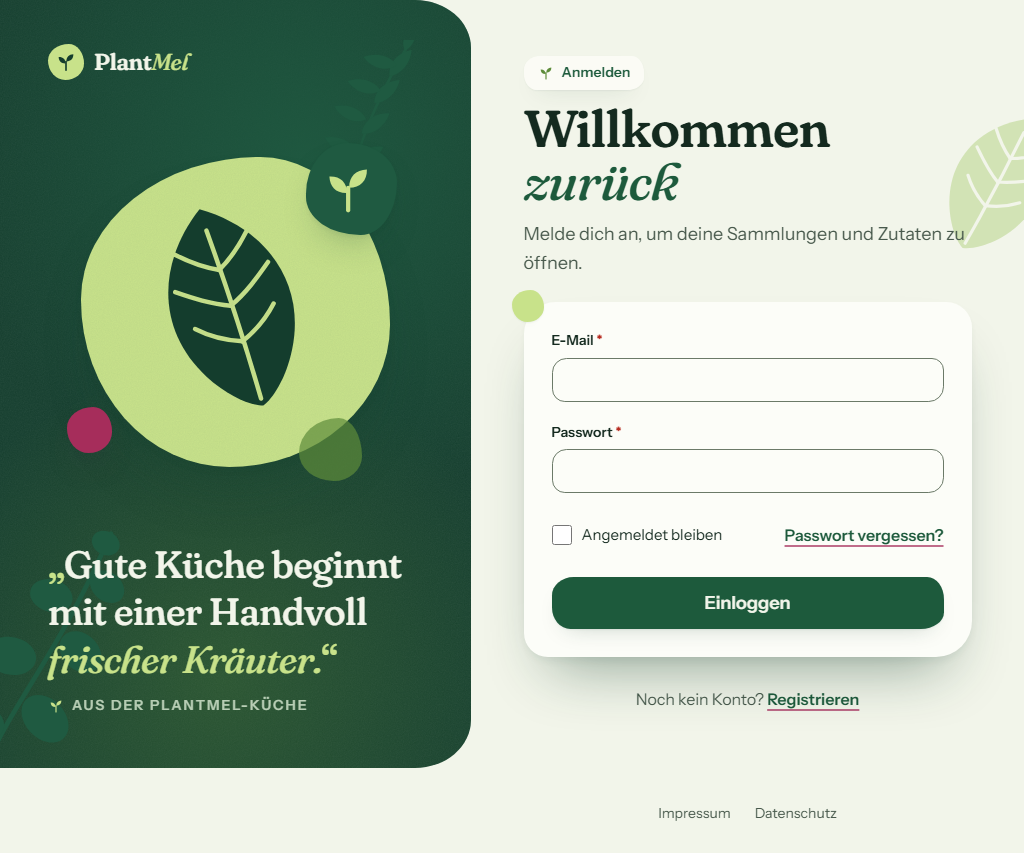 PlantMel
„Gute Küche beginnt
mit einer Handvoll
frischer Kräuter.“
AUS DER PLANTMEL-KÜCHE
Anmelden
Willkommen
zurück
Melde dich an, um deine Sammlungen und Zutaten zu
öffnen.
E-Mail *
Passwort *
Angemeldet bleiben
Passwort vergessen?
Einloggen
Noch kein Konto? Registrieren
Impressum Datenschutz